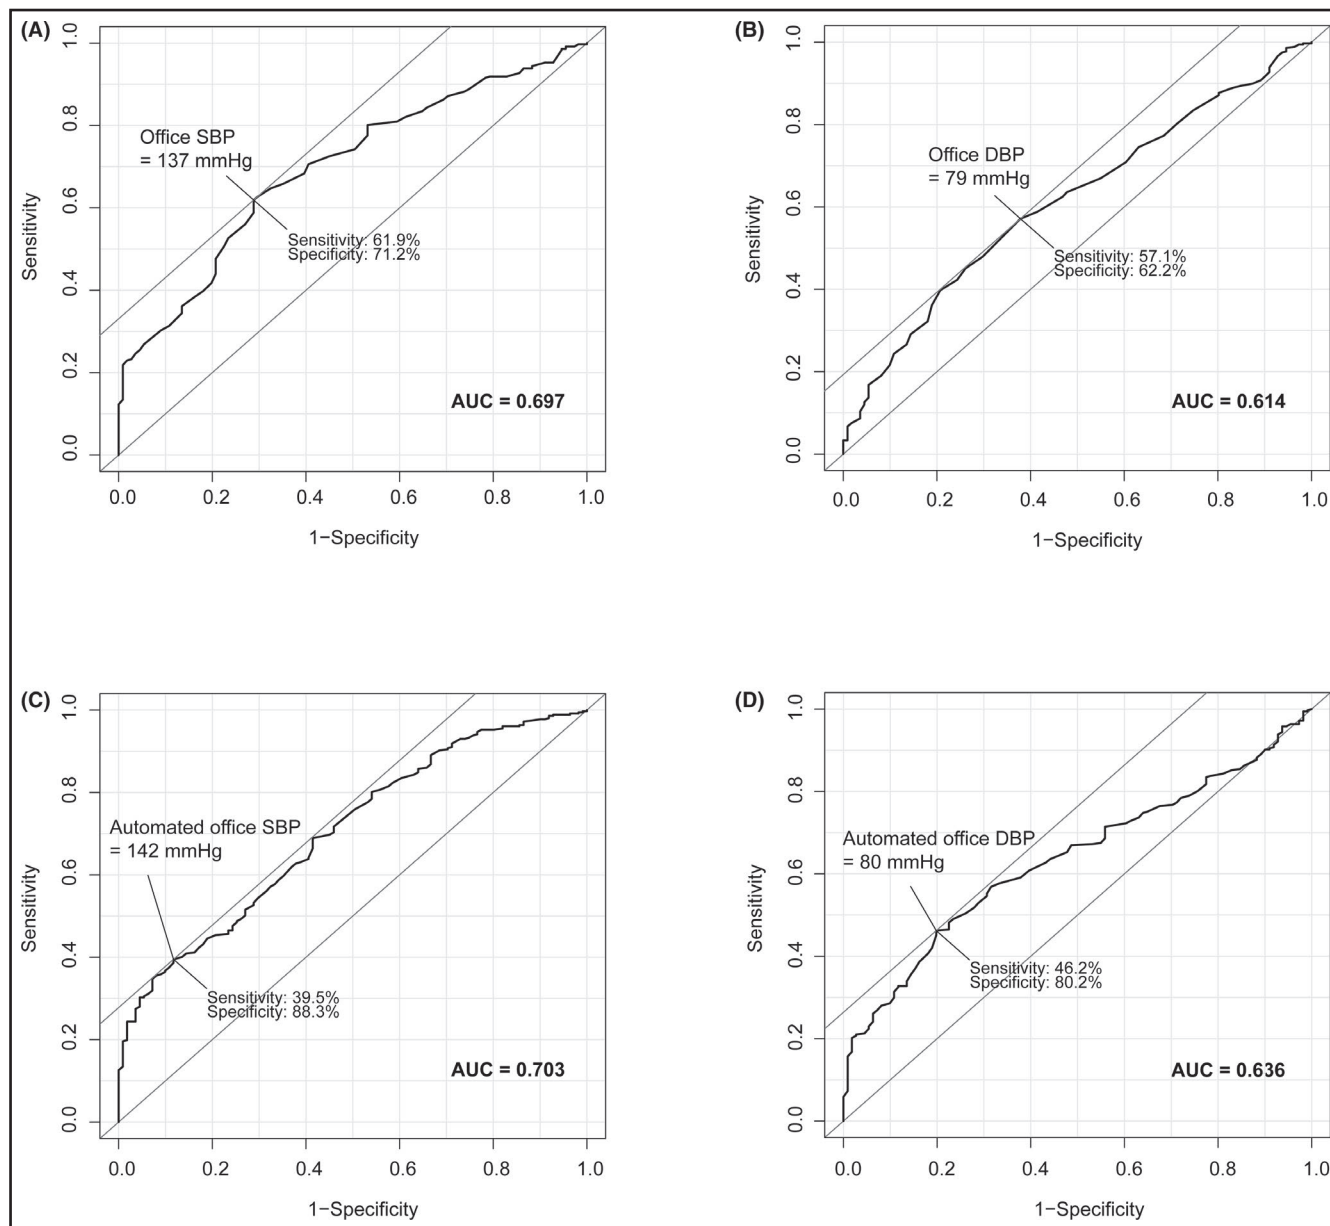 (A)
1.0
0.8
0.6
0.4
0.2
0.0
Sensitivity
Office SBP
= 137 mmHg
Sensitivity: 61.9%
Specificity: 71.2%
AUC = 0.697
0.0 0.2 0.4 0.6 0.8 1.0
1−Specificity
(B)
1.0
0.8
0.6
0.4
0.2
0.0
Sensitivity
Office DBP
= 79 mmHg
Sensitivity: 57.1%
Specificity: 62.2%
AUC = 0.614
0.0 0.2 0.4 0.6 0.8 1.0
1−Specificity
(C)
1.0
0.8
0.6
0.4
0.2
0.0
Sensitivity
Automated office SBP
= 142 mmHg
Sensitivity: 39.5%
Specificity: 88.3%
AUC = 0.703
0.0 0.2 0.4 0.6 0.8 1.0
1−Specificity
(D)
1.0
0.8
0.6
0.4
0.2
0.0
Sensitivity
Automated office DBP
= 80 mmHg
Sensitivity: 46.2%
Specificity: 80.2%
AUC = 0.636
0.0 0.2 0.4 0.6 0.8 1.0
1−Specificity